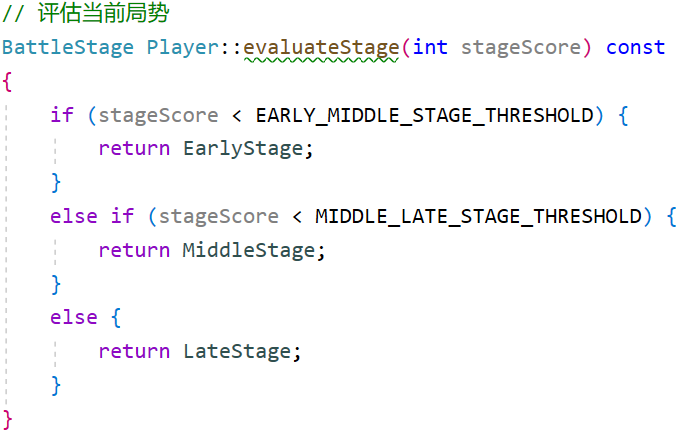 // 评估当前局势
BattleStage Player::evaluateStage(int stageScore) const
{
    if (stageScore < EARLY_MIDDLE_STAGE_THRESHOLD) {
        return EarlyStage;
    }
    else if (stageScore < MIDDLE_LATE_STAGE_THRESHOLD) {
        return MiddleStage;
    }
    else {
        return LateStage;
    }
}